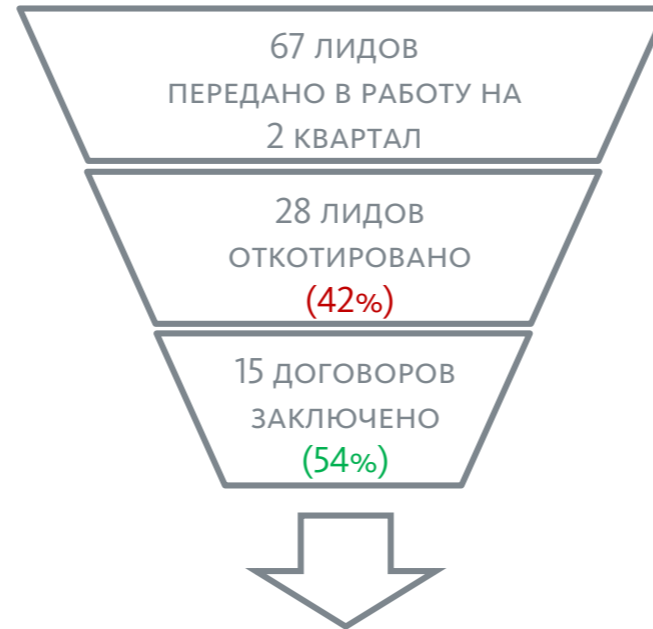 67 ЛИДОВ
ПЕРЕДАНО В РАБОТУ НА
2 КВАРТАЛ
28 ЛИДОВ
ОТКОТИРОВАНО
(42%)
15 ДОГОВОРОВ
ЗАКЛЮЧЕНО
(54%)